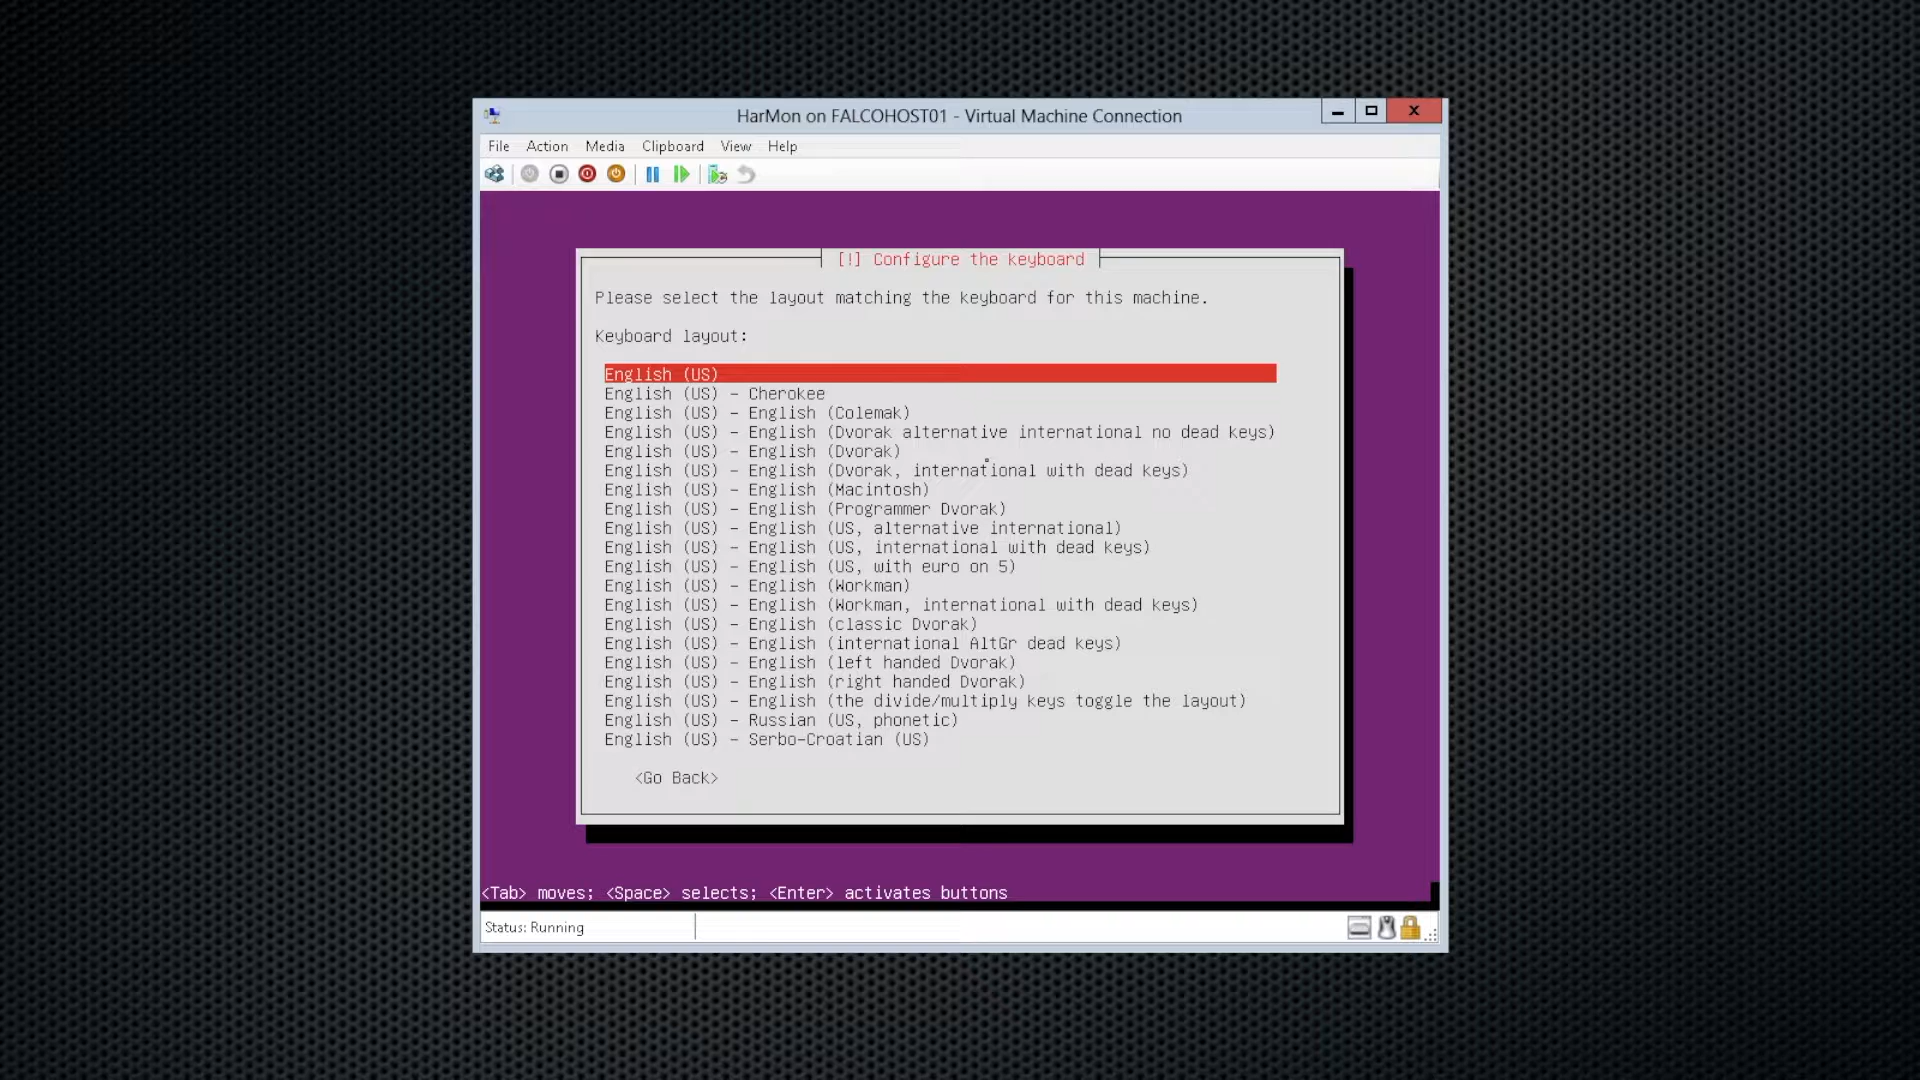 HarMon on FALCOHOST01 - Virtual Machine Connection
File Action Media Clipboard View Help
[!] Configure the keyboard
Please select the layout matching the keyboard for this machine.
Keyboard layout:
English (US)
English (US) - Cherokee
English (US) - English (Colemak)
English (US) - English (Dvorak alternative international no dead keys)
English (US) - English (Dvorak)
English (US) - English (Dvorak, international with dead keys)
English (US) - English (Macintosh)
English (US) - English (Programmer Dvorak)
English (US) - English (US, alternative international)
English (US) - English (US, international with dead keys)
English (US) - English (US, with euro on 5)
English (US) - English (Workman)
English (US) - English (Workman, international with dead keys)
English (US) - English (classic Dvorak)
English (US) - English (international AltGr dead keys)
English (US) - English (left handed Dvorak)
English (US) - English (right handed Dvorak)
English (US) - English (the divide/multiply keys toggle the layout)
English (US) - Russian (US, phonetic)
English (US) - Serbo-Croatian (US)
<Go Back>
<Tab> moves; <Space> selects; <Enter> activates buttons
Status: Running